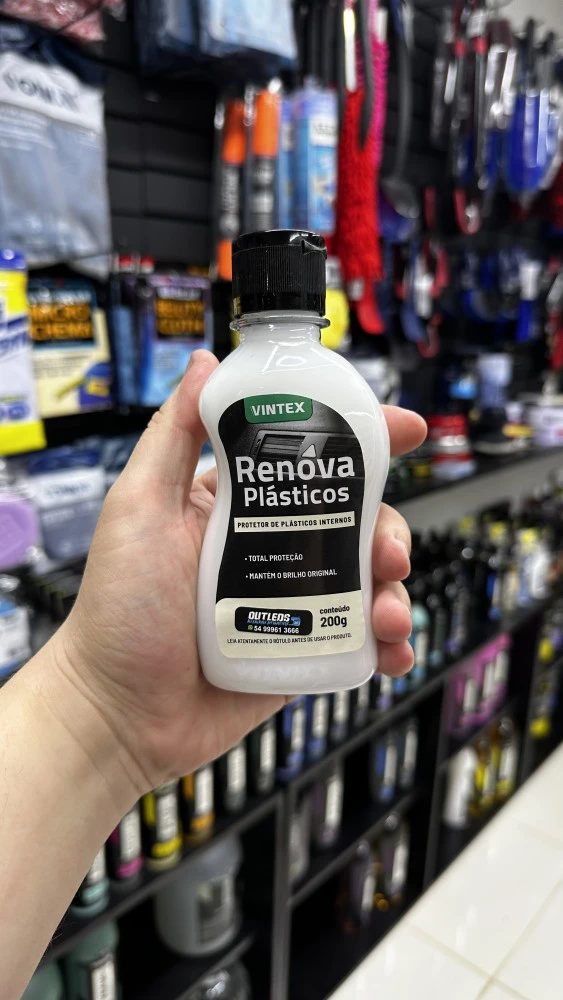 VINTEX
Renova
Plásticos
PROTETOR DE PLÁSTICOS INTERNOS
• TOTAL PROTEÇÃO
• MANTÉM O BRILHO ORIGINAL
OUTLEDS
54 99961 3666
conteúdo
200g
LEIA ATENTAMENTE O RÓTULO ANTES DE USAR O PRODUTO.